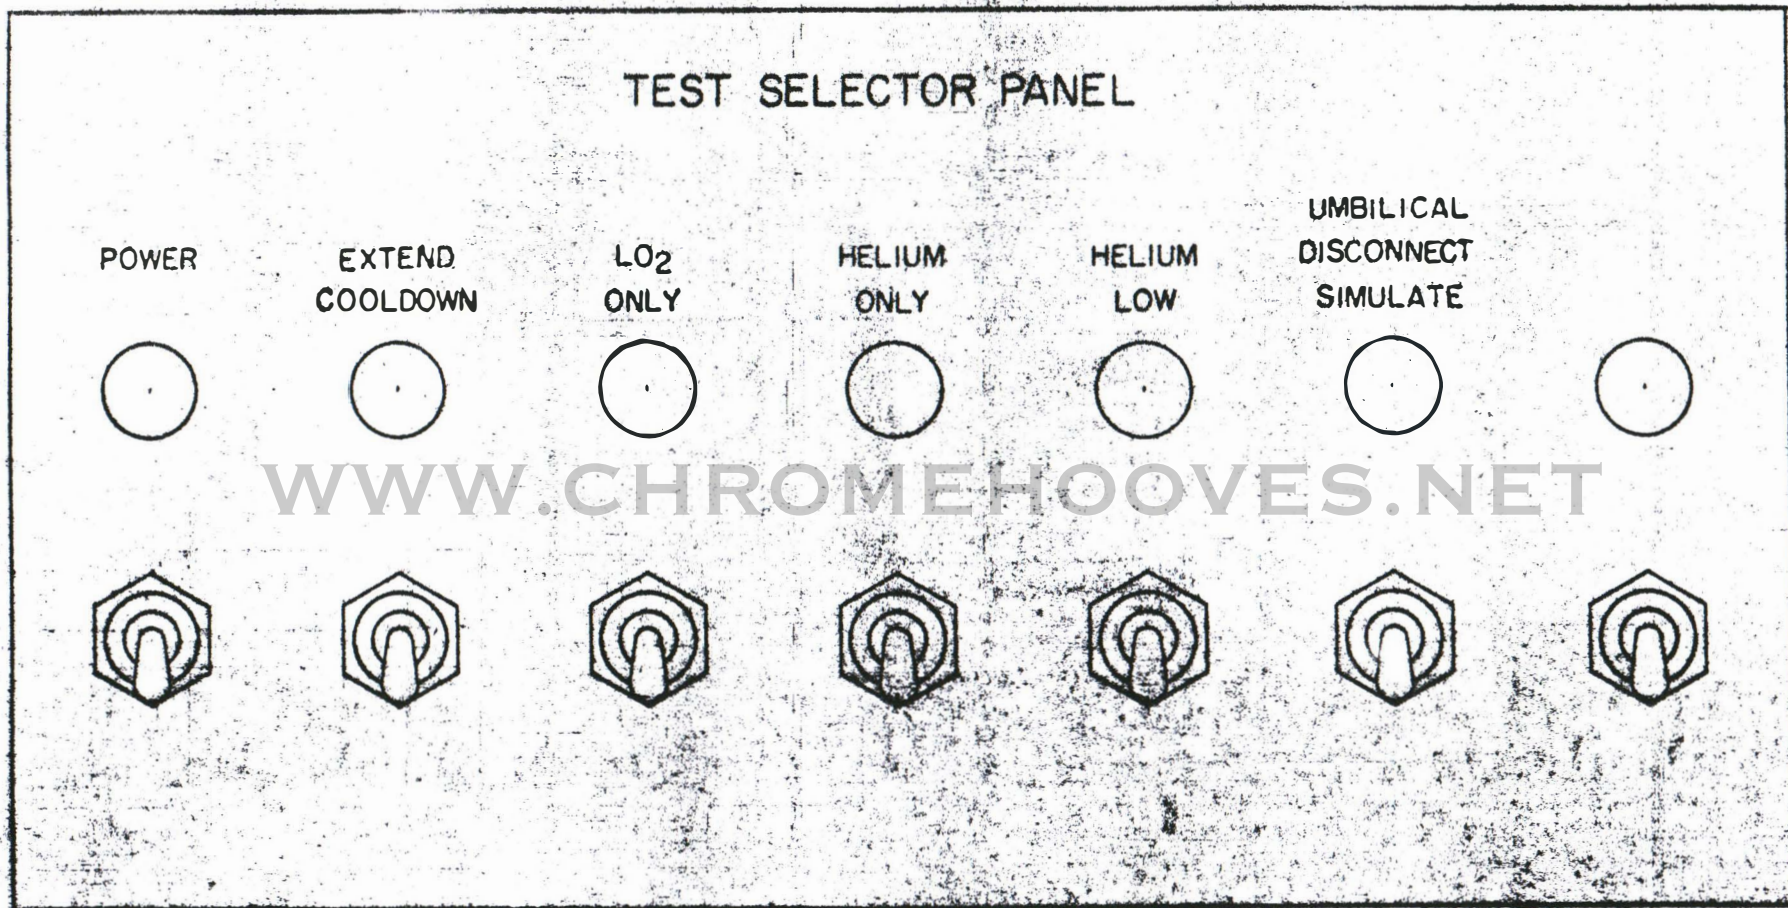 TEST SELECTOR PANEL
POWER
EXTEND
COOLDOWN
LO2
ONLY
HELIUM
ONLY
HELIUM
LOW
UMBILICAL
DISCONNECT
SIMULATE
WWW.CHROMEHOOVES.NET